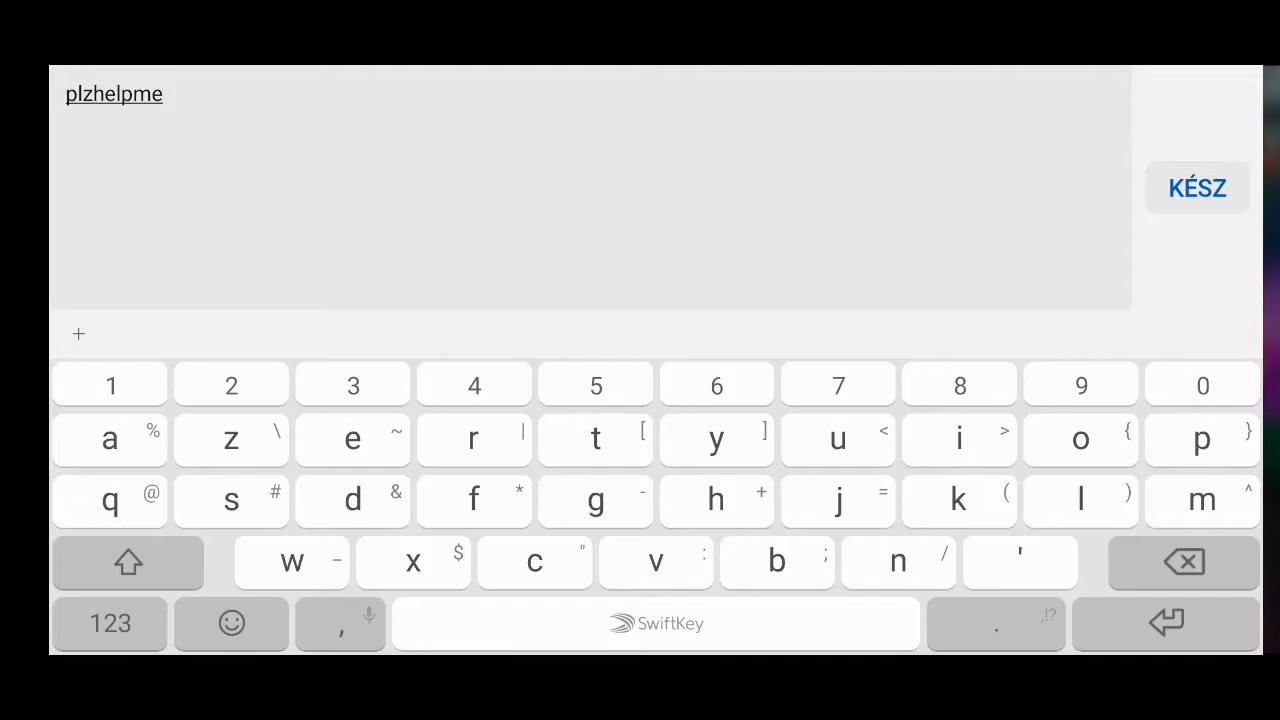 plzhelpme
KÉSZ
+
1 2 3 4 5 6 7 8 9 0
a % z \ e ~ r | t [ y ] u < i > o { p }
q @ s # d & f * g - h + j = k ( l ) m ^
w _ x $ c " v : b ; n / '
123 , SwiftKey . ,!?